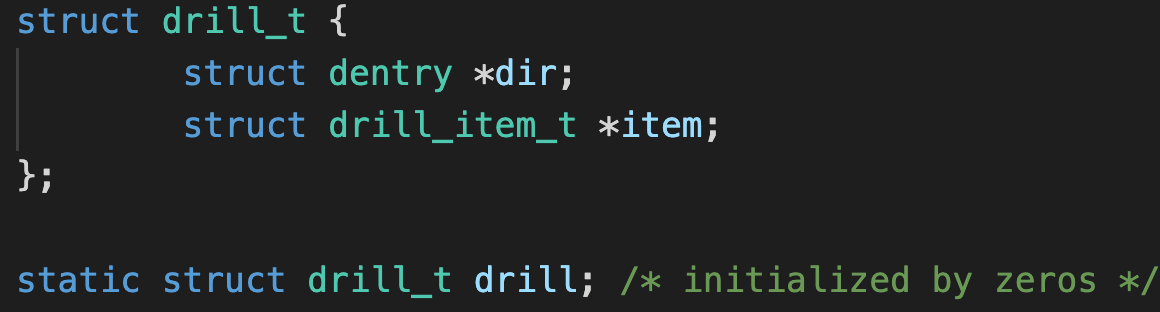 struct drill_t {
struct dentry *dir;
struct drill_item_t *item;
};
static struct drill_t drill; /* initialized by zeros */